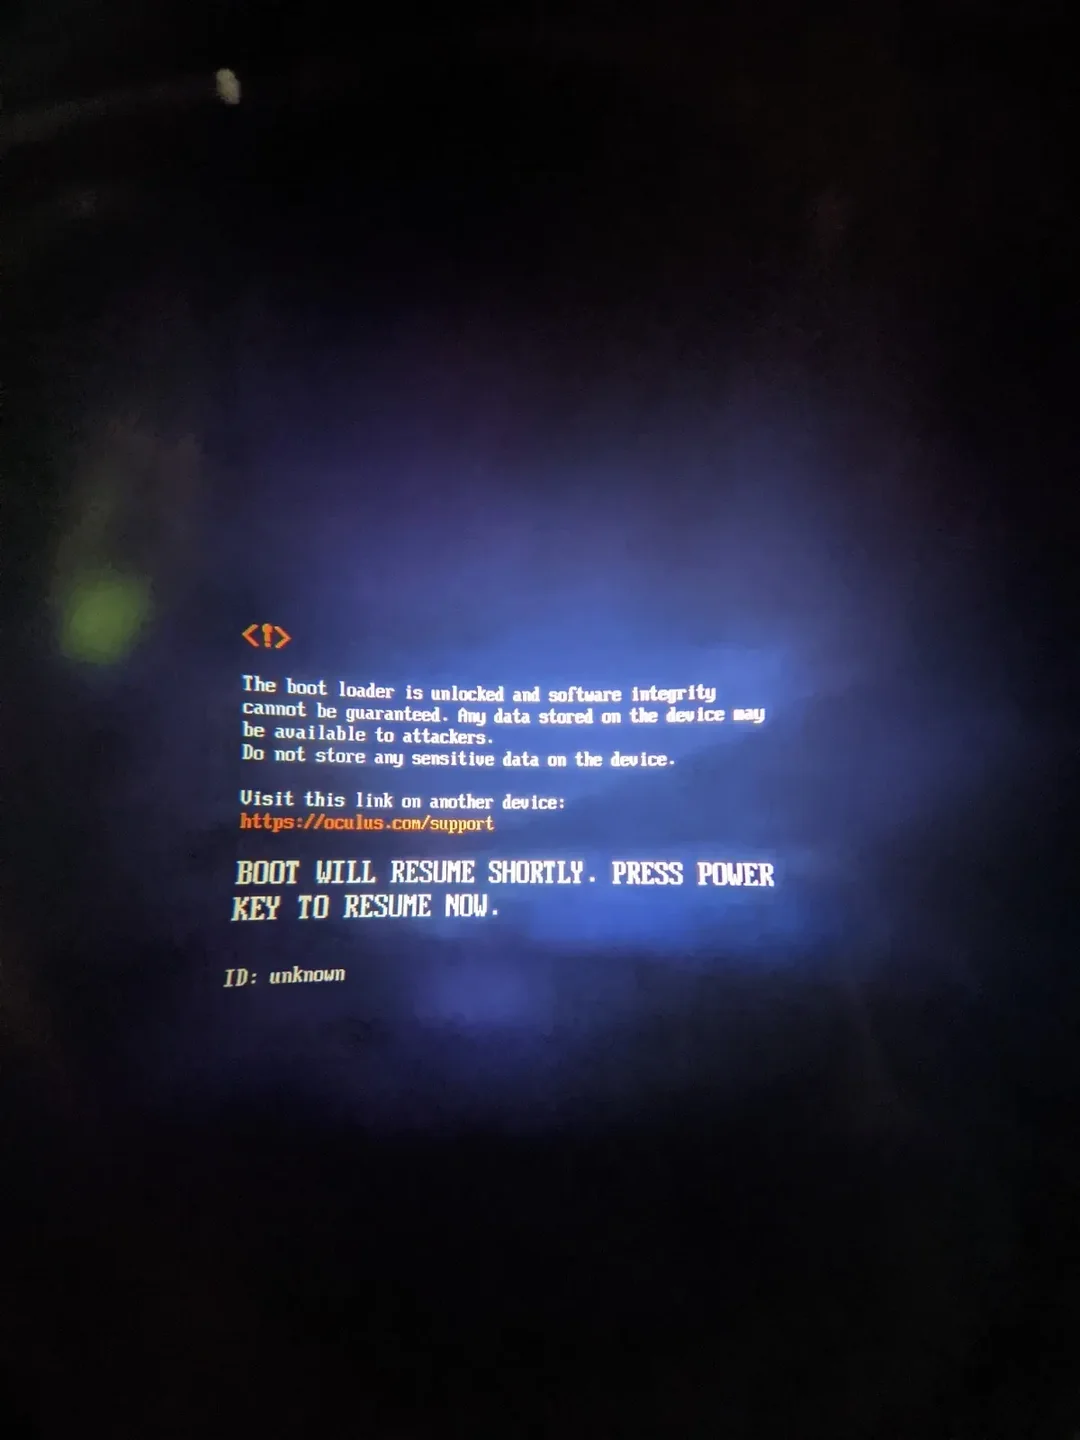 <!>
The boot loader is unlocked and software integrity
cannot be guaranteed. Any data stored on the device may
be available to attackers.
Do not store any sensitive data on the device.
Visit this link on another device:
https://oculus.com/support
BOOT WILL RESUME SHORTLY. PRESS POWER
KEY TO RESUME NOW.
ID: unknown